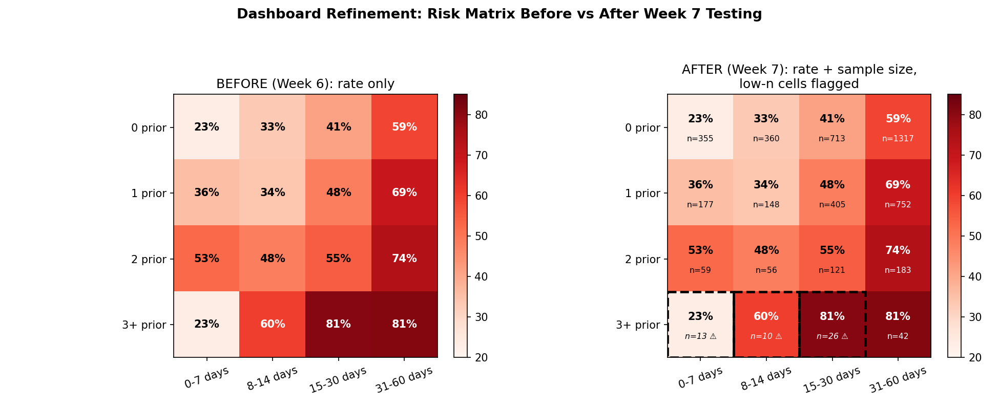 Dashboard Refinement: Risk Matrix Before vs After Week 7 Testing
BEFORE (Week 6): rate only
0 prior 23% 33% 41% 59%
1 prior 36% 34% 48% 69%
2 prior 53% 48% 55% 74%
3+ prior 23% 60% 81% 81%
0-7 days 8-14 days 15-30 days 31-60 days
80
70
60
50
40
30
20
AFTER (Week 7): rate + sample size,
low-n cells flagged
0 prior 23% 33% 41% 59%
n=355 n=360 n=713 n=1317
1 prior 36% 34% 48% 69%
n=177 n=148 n=405 n=752
2 prior 53% 48% 55% 74%
n=59 n=56 n=121 n=183
3+ prior 23% 60% 81% 81%
n=13 ⚠ n=10 ⚠ n=26 ⚠ n=42
0-7 days 8-14 days 15-30 days 31-60 days
80
70
60
50
40
30
20